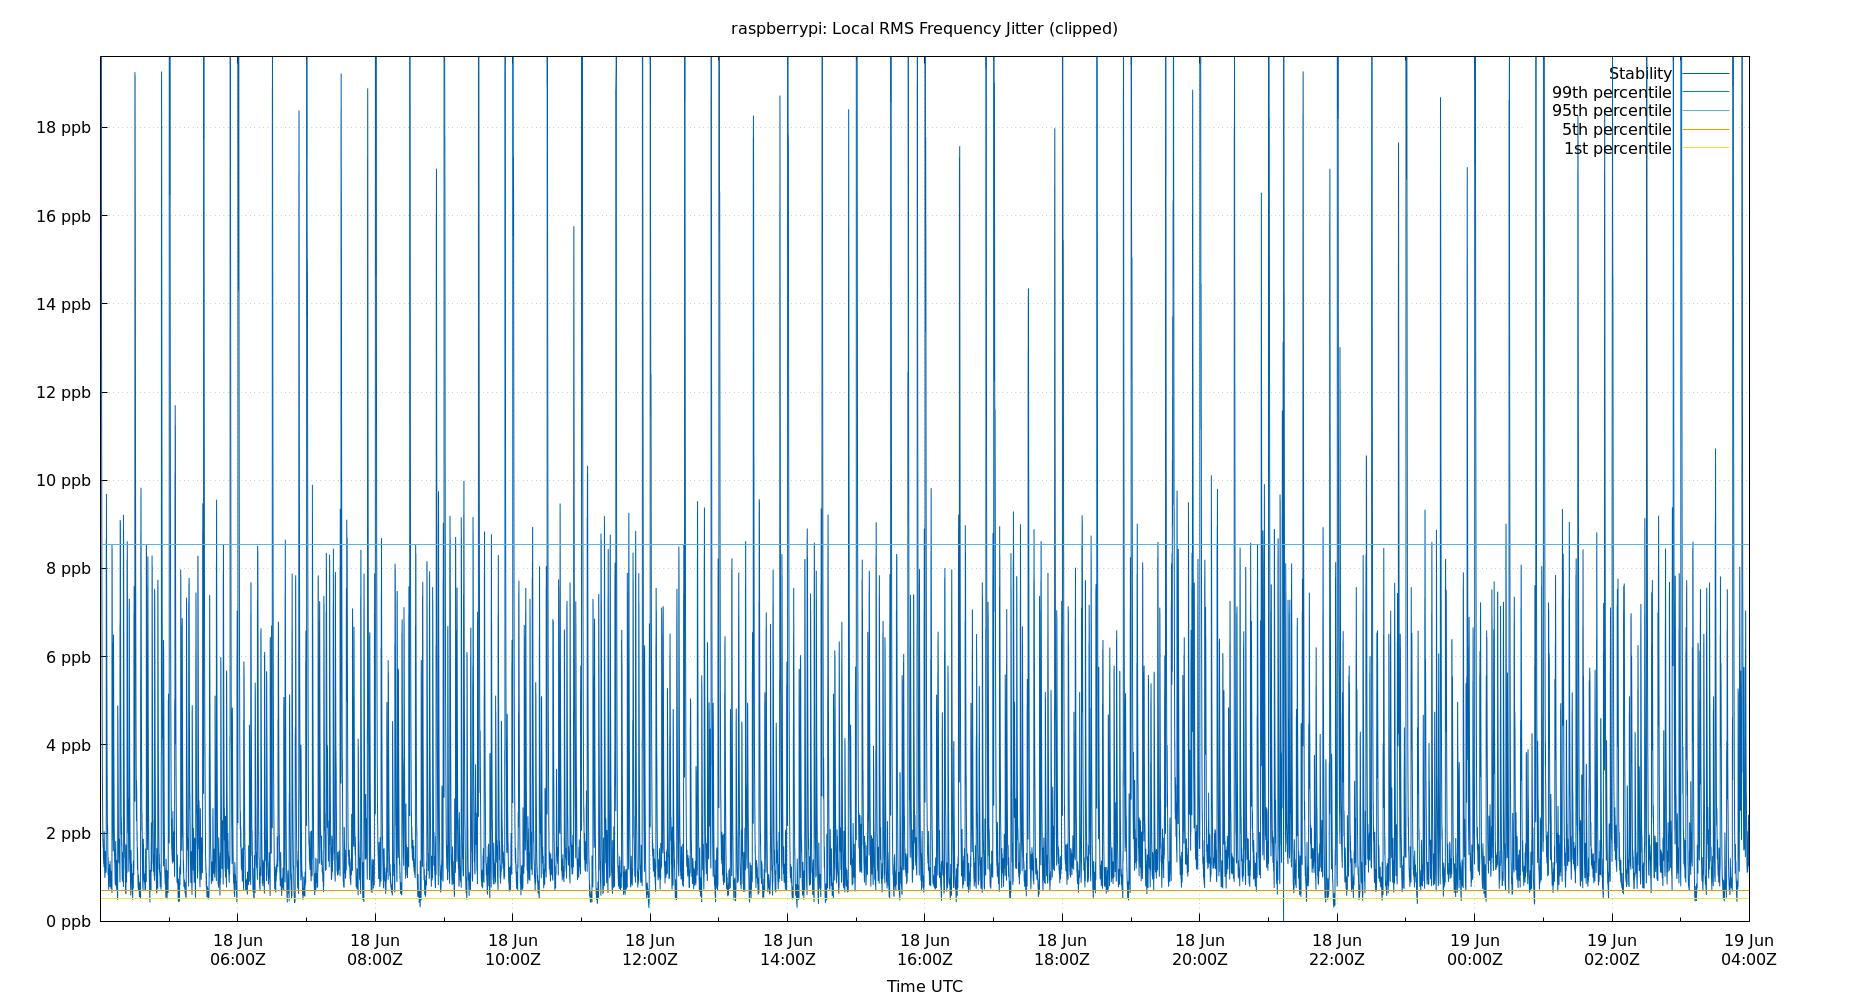 raspberrypi: Local RMS Frequency Jitter (clipped)
Stability
99th percentile
95th percentile
5th percentile
1st percentile
18 ppb
16 ppb
14 ppb
12 ppb
10 ppb
8 ppb
6 ppb
4 ppb
2 ppb
0 ppb
18 Jun 18 Jun 18 Jun 18 Jun 18 Jun 18 Jun 18 Jun 18 Jun 18 Jun 19 Jun 19 Jun 19 Jun
06:00Z 08:00Z 10:00Z 12:00Z 14:00Z 16:00Z 18:00Z 20:00Z 22:00Z 00:00Z 02:00Z 04:00Z
Time UTC